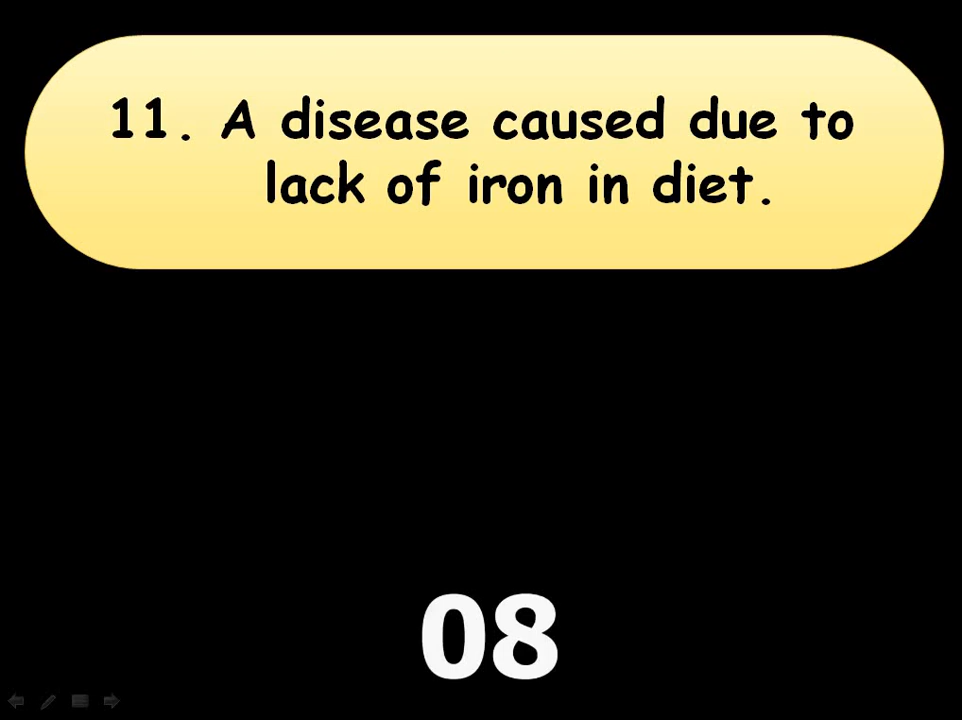 11. A disease caused due to
lack of iron in diet.
08